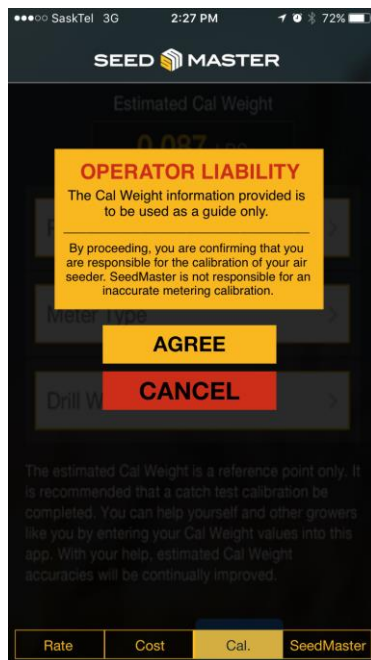 SaskTel 3G 2:27 PM 72%
SEED MASTER
Estimated Cal Weight
0.087 LBS
OPERATOR LIABILITY
The Cal Weight information provided is
to be used as a guide only.
By proceeding, you are confirming that you
are responsible for the calibration of your air
seeder. SeedMaster is not responsible for an
inaccurate metering calibration.
Meter Type
AGREE
CANCEL
Drill W
The estimated Cal Weight is a reference point only. It
is recommended that a catch test calibration be
completed. You can help yourself and other growers
like you by entering your Cal Weight values into this
app. With your help, estimated Cal Weight
accuracies will be continually improved.
Rate Cost Cal. SeedMaster